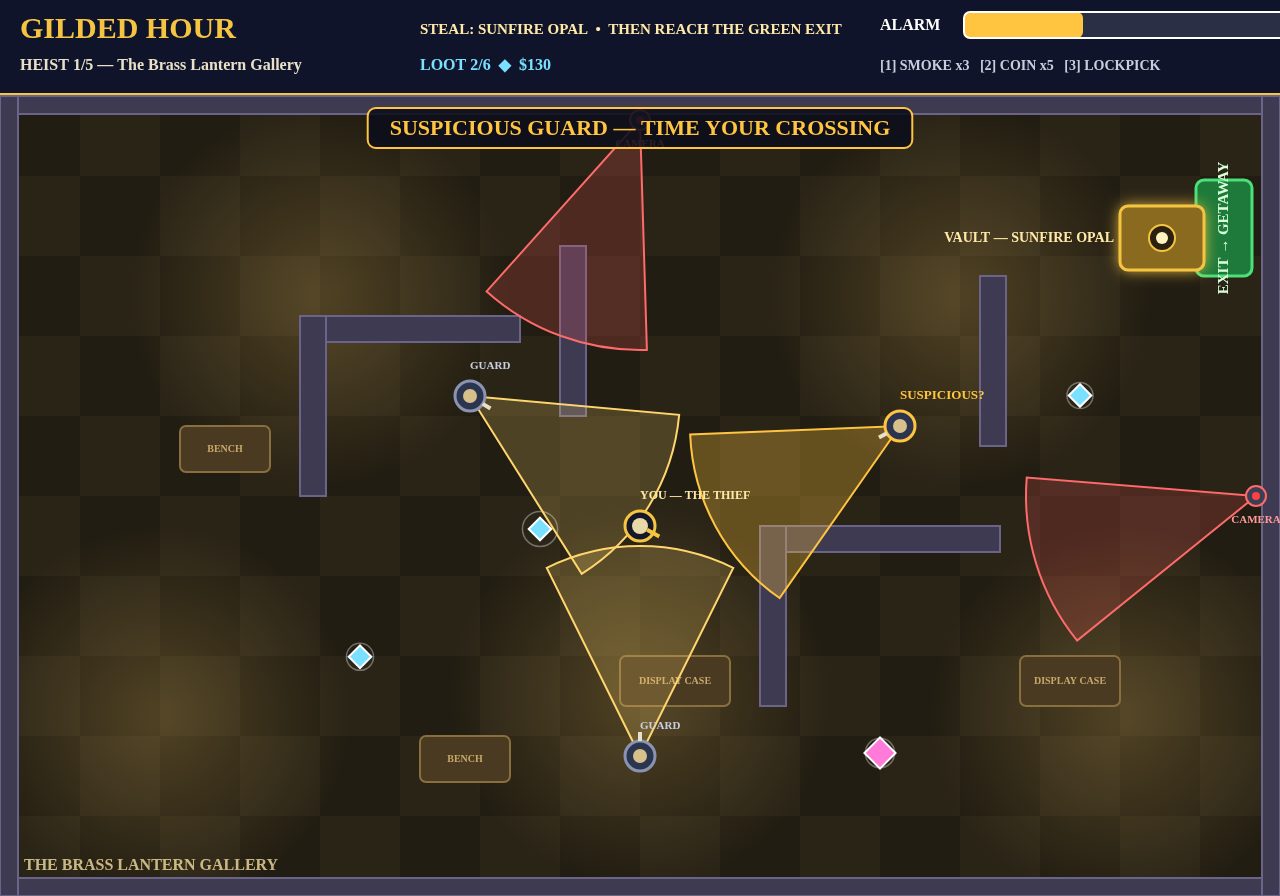 GILDED HOUR
STEAL: SUNFIRE OPAL • THEN REACH THE GREEN EXIT
ALARM
HEIST 1/5 — The Brass Lantern Gallery
LOOT 2/6 ◆ $130
[1] SMOKE x3 [2] COIN x5 [3] LOCKPICK
SUSPICIOUS GUARD — TIME YOUR CROSSING
CAMERA
EXIT → GETAWAY
VAULT — SUNFIRE OPAL
GUARD
SUSPICIOUS?
BENCH
YOU — THE THIEF
CAMERA
DISPLAY CASE
DISPLAY CASE
GUARD
BENCH
THE BRASS LANTERN GALLERY